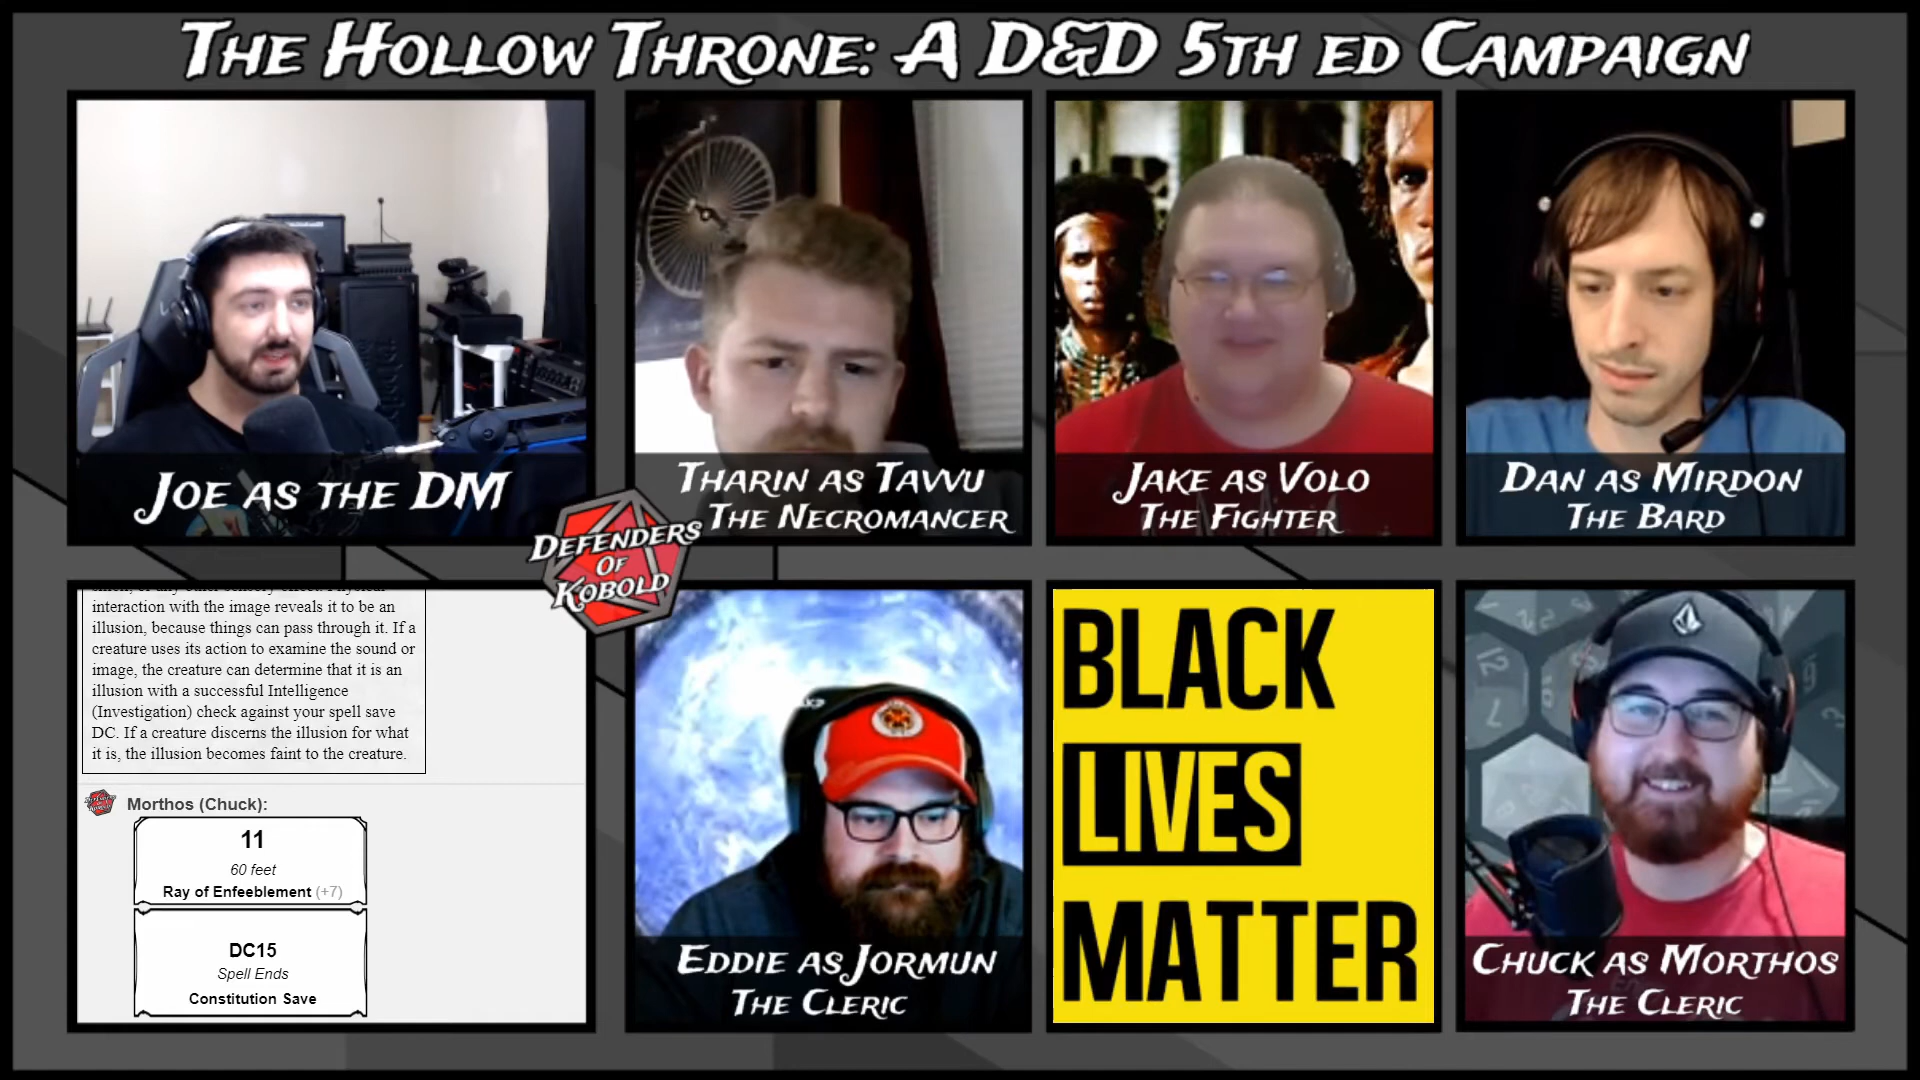 The Hollow Throne: A D&D 5th ed Campaign
Joe as the DM
Tharin as Tavvu
The Necromancer
Jake as Volo
The Fighter
Dan as Mirdon
The Bard
Defenders
of
Kobold
interaction with the image reveals it to be an
illusion, because things can pass through it. If a
creature uses its action to examine the sound or
image, the creature can determine that it is an
illusion with a successful Intelligence
(Investigation) check against your spell save
DC. If a creature discerns the illusion for what
it is, the illusion becomes faint to the creature.
Morthos (Chuck):
11
60 feet
Ray of Enfeeblement (+7)
DC15
Spell Ends
Constitution Save
Eddie as Jormun
The Cleric
BLACK
LIVES
MATTER
12
7
Chuck as Morthos
The Cleric